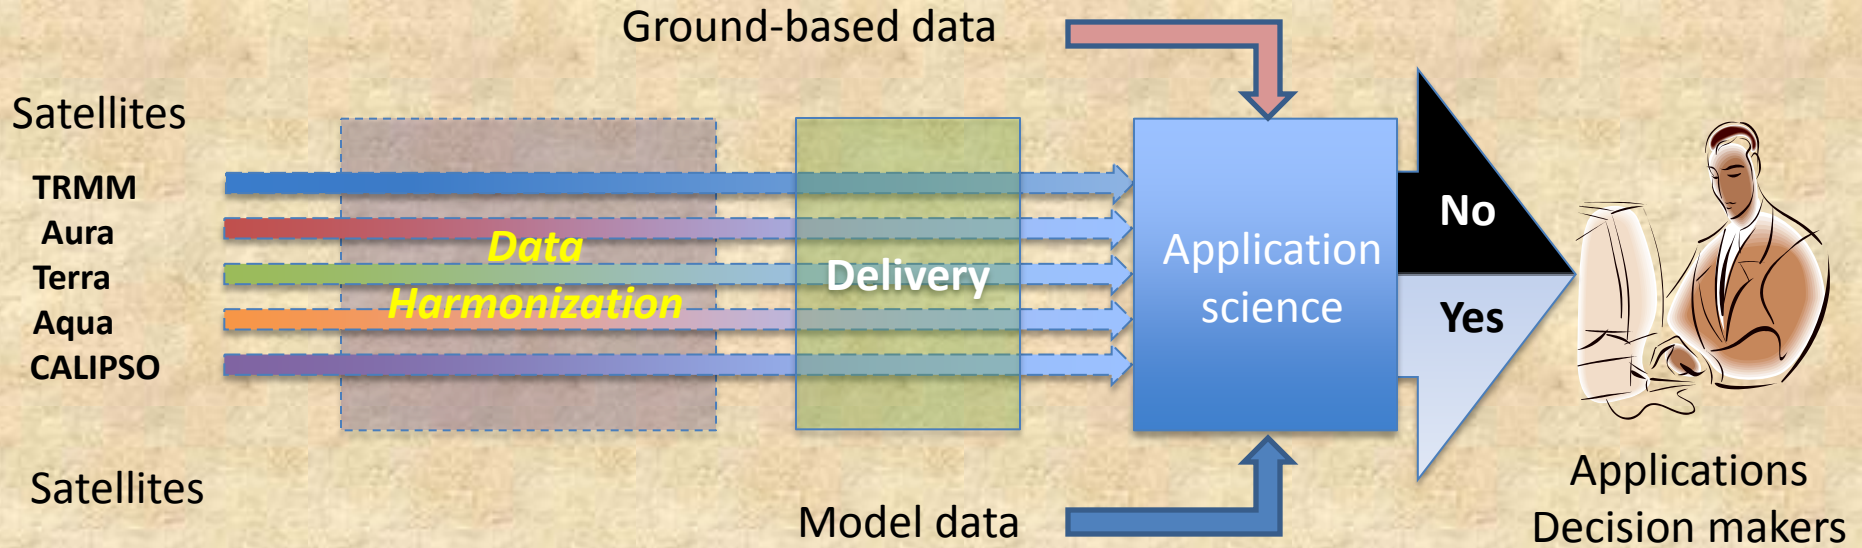 Ground-based data
Satellites
TRMM
Aura
Terra
Aqua
CALIPSO
Data
Harmonization
Delivery
Application
science
No
Yes
Satellites
Model data
Applications
Decision makers